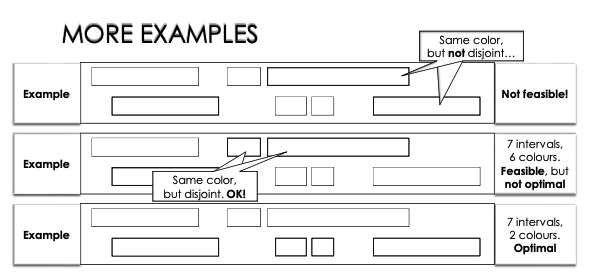 MORE EXAMPLES
Same color,
but not disjoint...
Example
Not feasible!
Example
7 intervals,
6 colours.
Feasible, but
not optimal
Same color,
but disjoint. OK!
Example
7 intervals,
2 colours.
Optimal